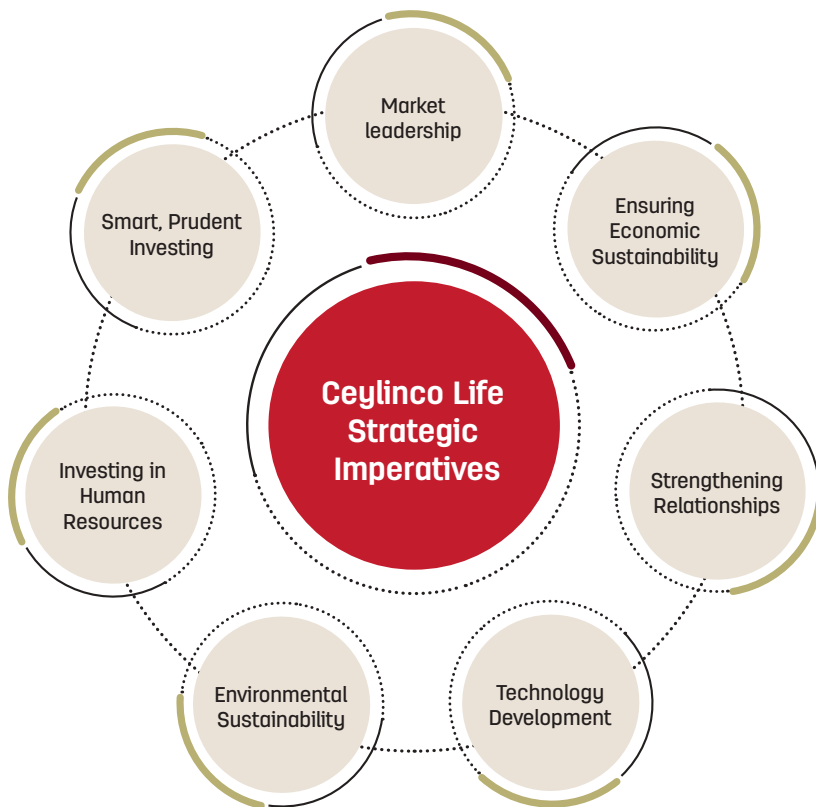 Market
leadership
Ensuring
Economic
Sustainability
Strengthening
Relationships
Technology
Development
Environmental
Sustainability
Investing in
Human
Resources
Smart, Prudent
Investing
Ceylinco Life
Strategic
Imperatives